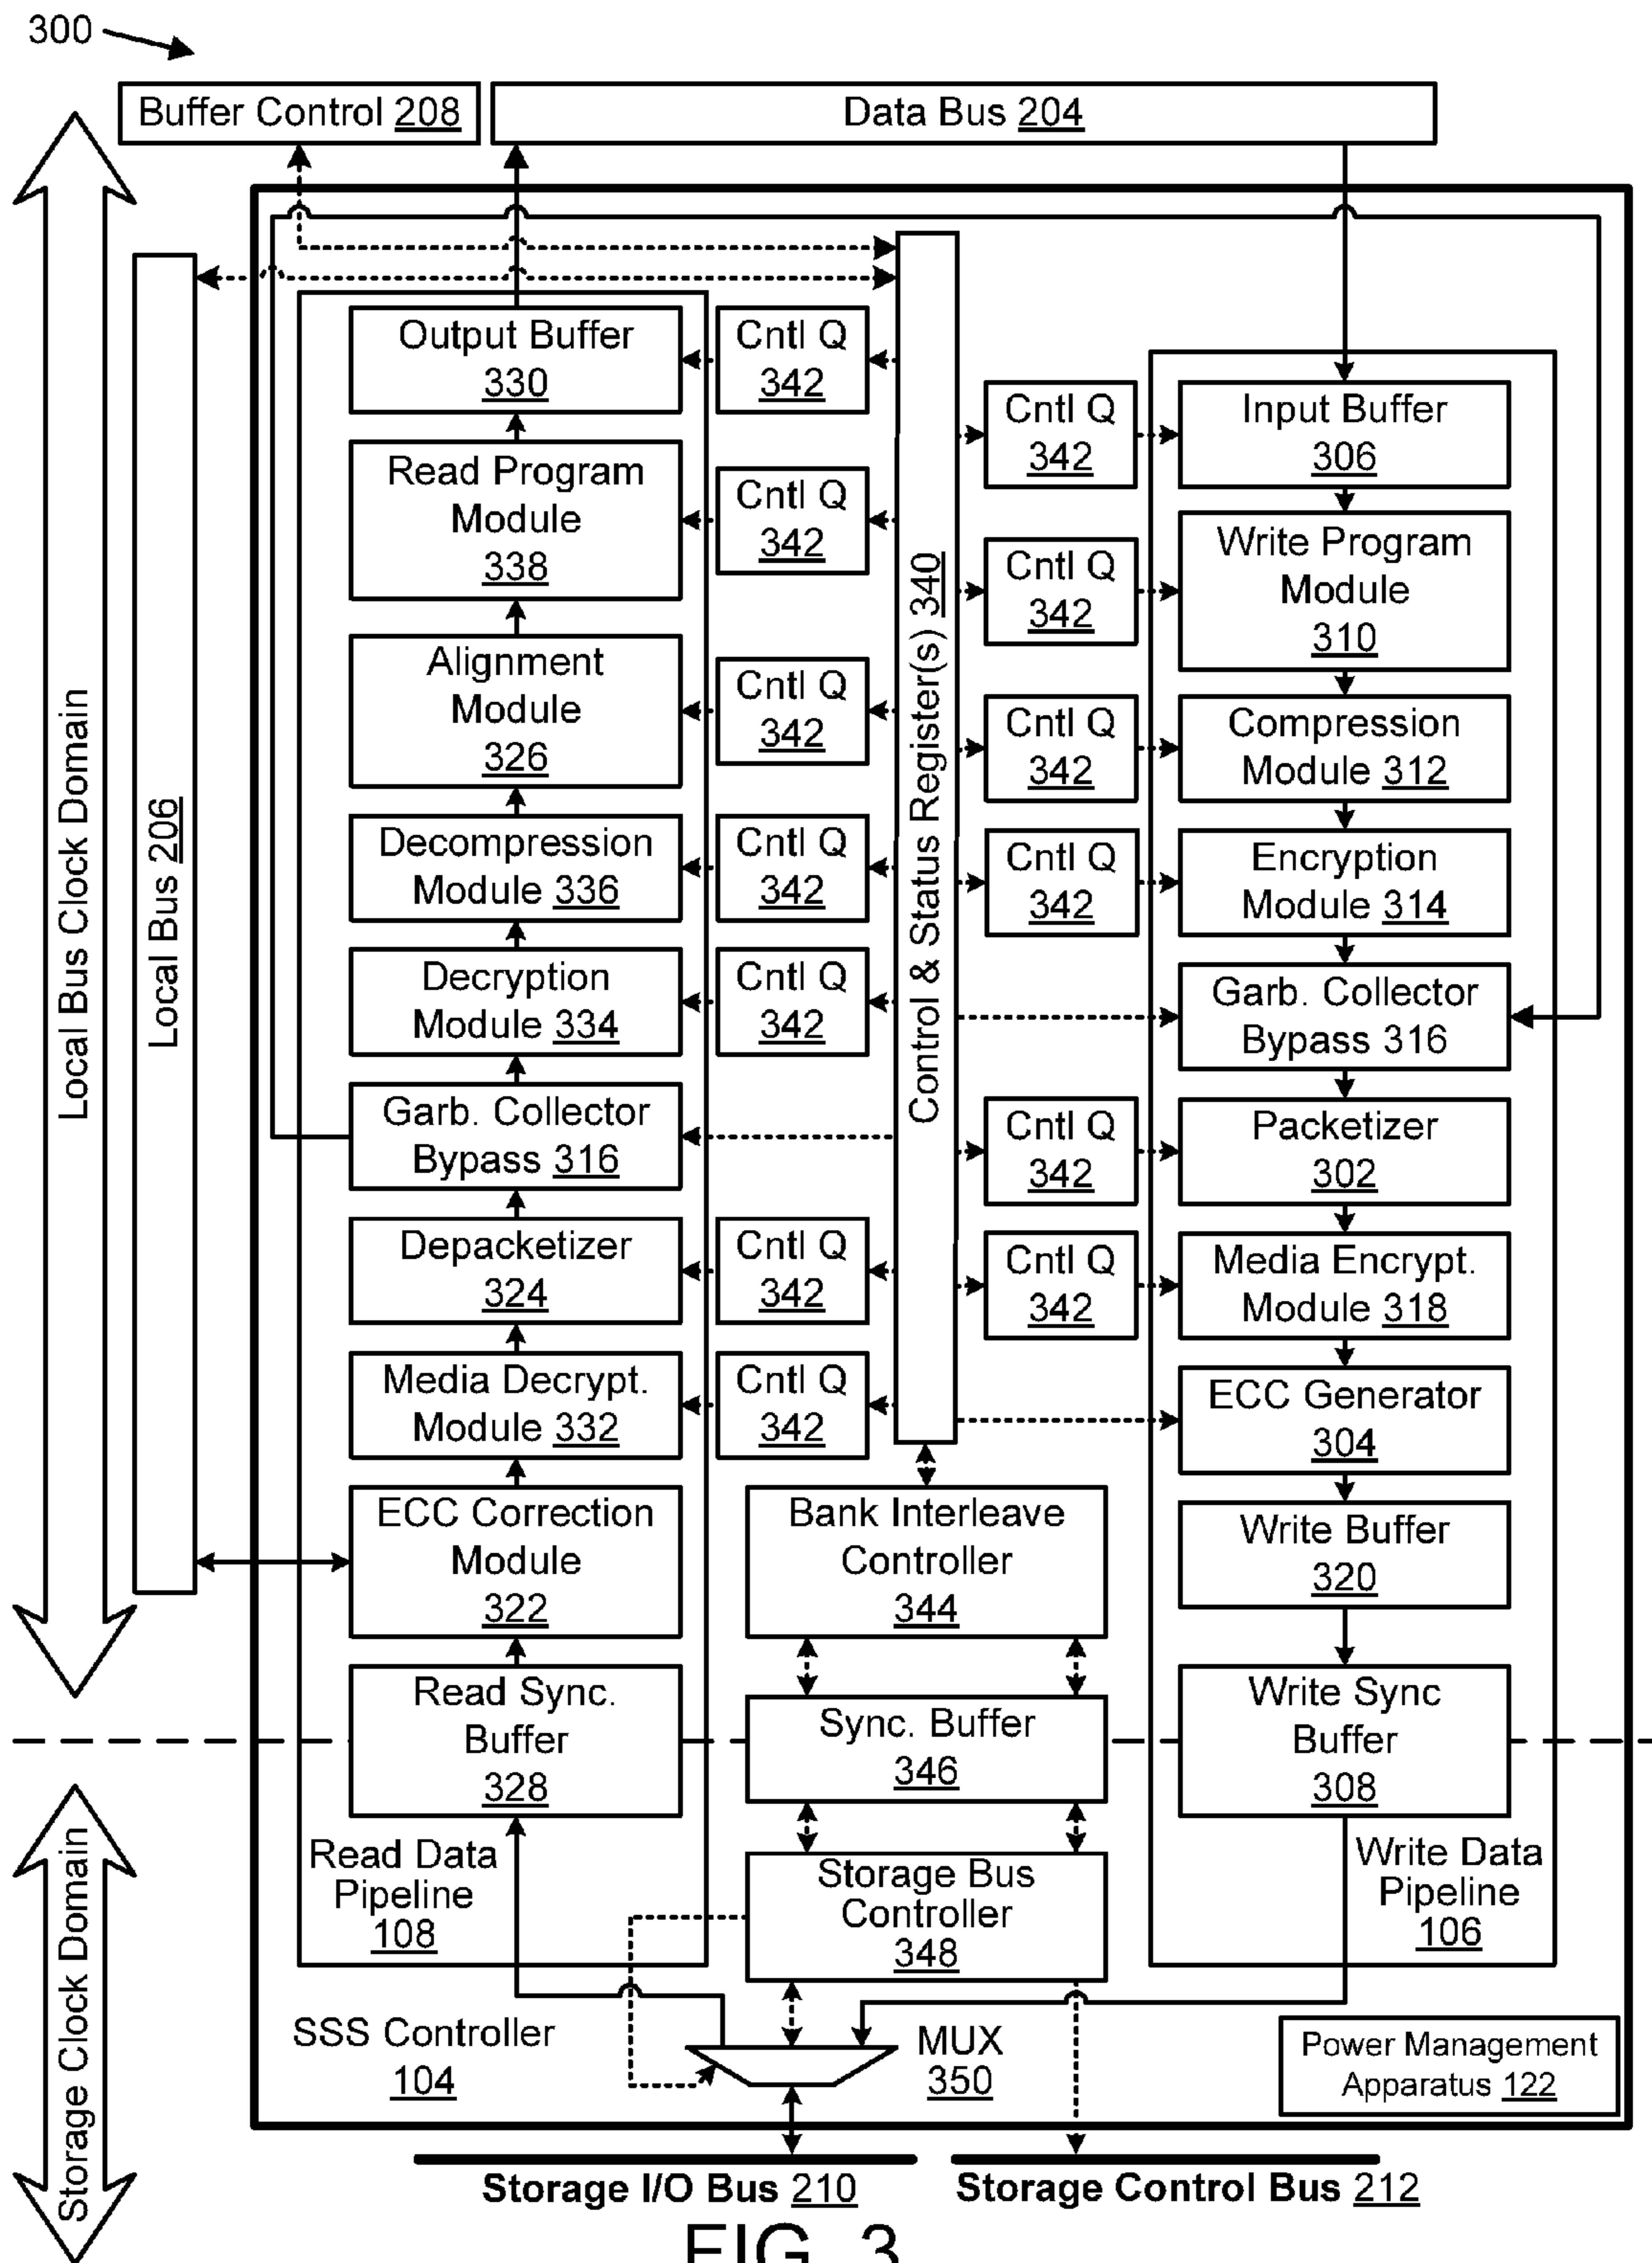 300
Buffer Control 208
Data Bus 204
Local Bus Clock Domain
Local Bus 206
Output Buffer
330
Cntl Q
342
Read Program
Module
338
Cntl Q
342
Alignment
Module
326
Cntl Q
342
Decompression
Module 336
Cntl Q
342
Decryption
Module 334
Cntl Q
342
Garb. Collector
Bypass 316
Depacketizer
324
Cntl Q
342
Media Decrypt.
Module 332
Cntl Q
342
ECC Correction
Module
322
Read Sync.
Buffer
328
Read Data
Pipeline
108
Control & Status Register(s) 340
Bank Interleave
Controller
344
Sync. Buffer
346
Storage Bus
Controller
348
Cntl Q
342
Input Buffer
306
Cntl Q
342
Write Program
Module
310
Cntl Q
342
Compression
Module 312
Cntl Q
342
Encryption
Module 314
Garb. Collector
Bypass 316
Cntl Q
342
Packetizer
302
Cntl Q
342
Media Encrypt.
Module 318
ECC Generator
304
Write Buffer
320
Write Sync
Buffer
308
Write Data
Pipeline
106
Storage Clock Domain
SSS Controller
104
MUX
350
Power Management
Apparatus 122
Storage I/O Bus 210
Storage Control Bus 212
FIG. 3